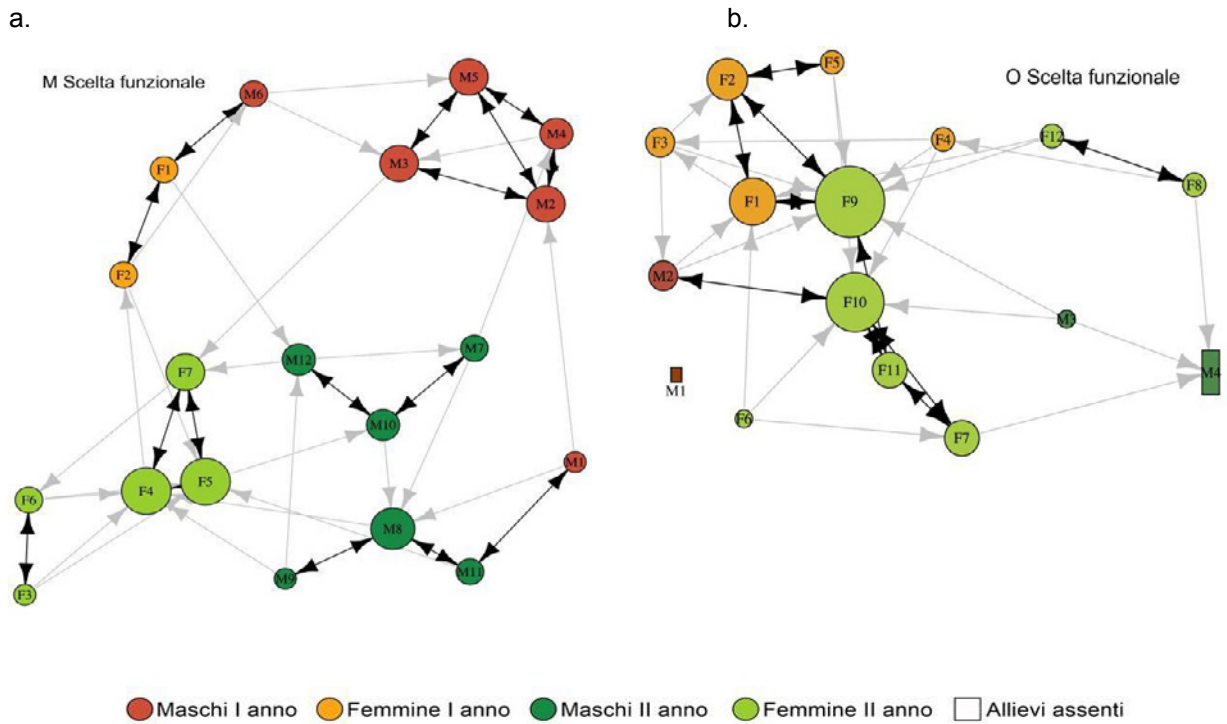 a.
b.
M Scelta funzionale
O Scelta funzionale
M6
M5
M4
M3
M2
F1
F2
M12
M7
F7
M10
M1
F4
F5
F6
M8
M9
M11
F3
F2
F5
F3
F4
F12
F8
F1
F9
M2
F10
M3
F11
M4
M1
F6
F7
Maschi I anno
Femmine I anno
Maschi II anno
Femmine II anno
Allievi assenti